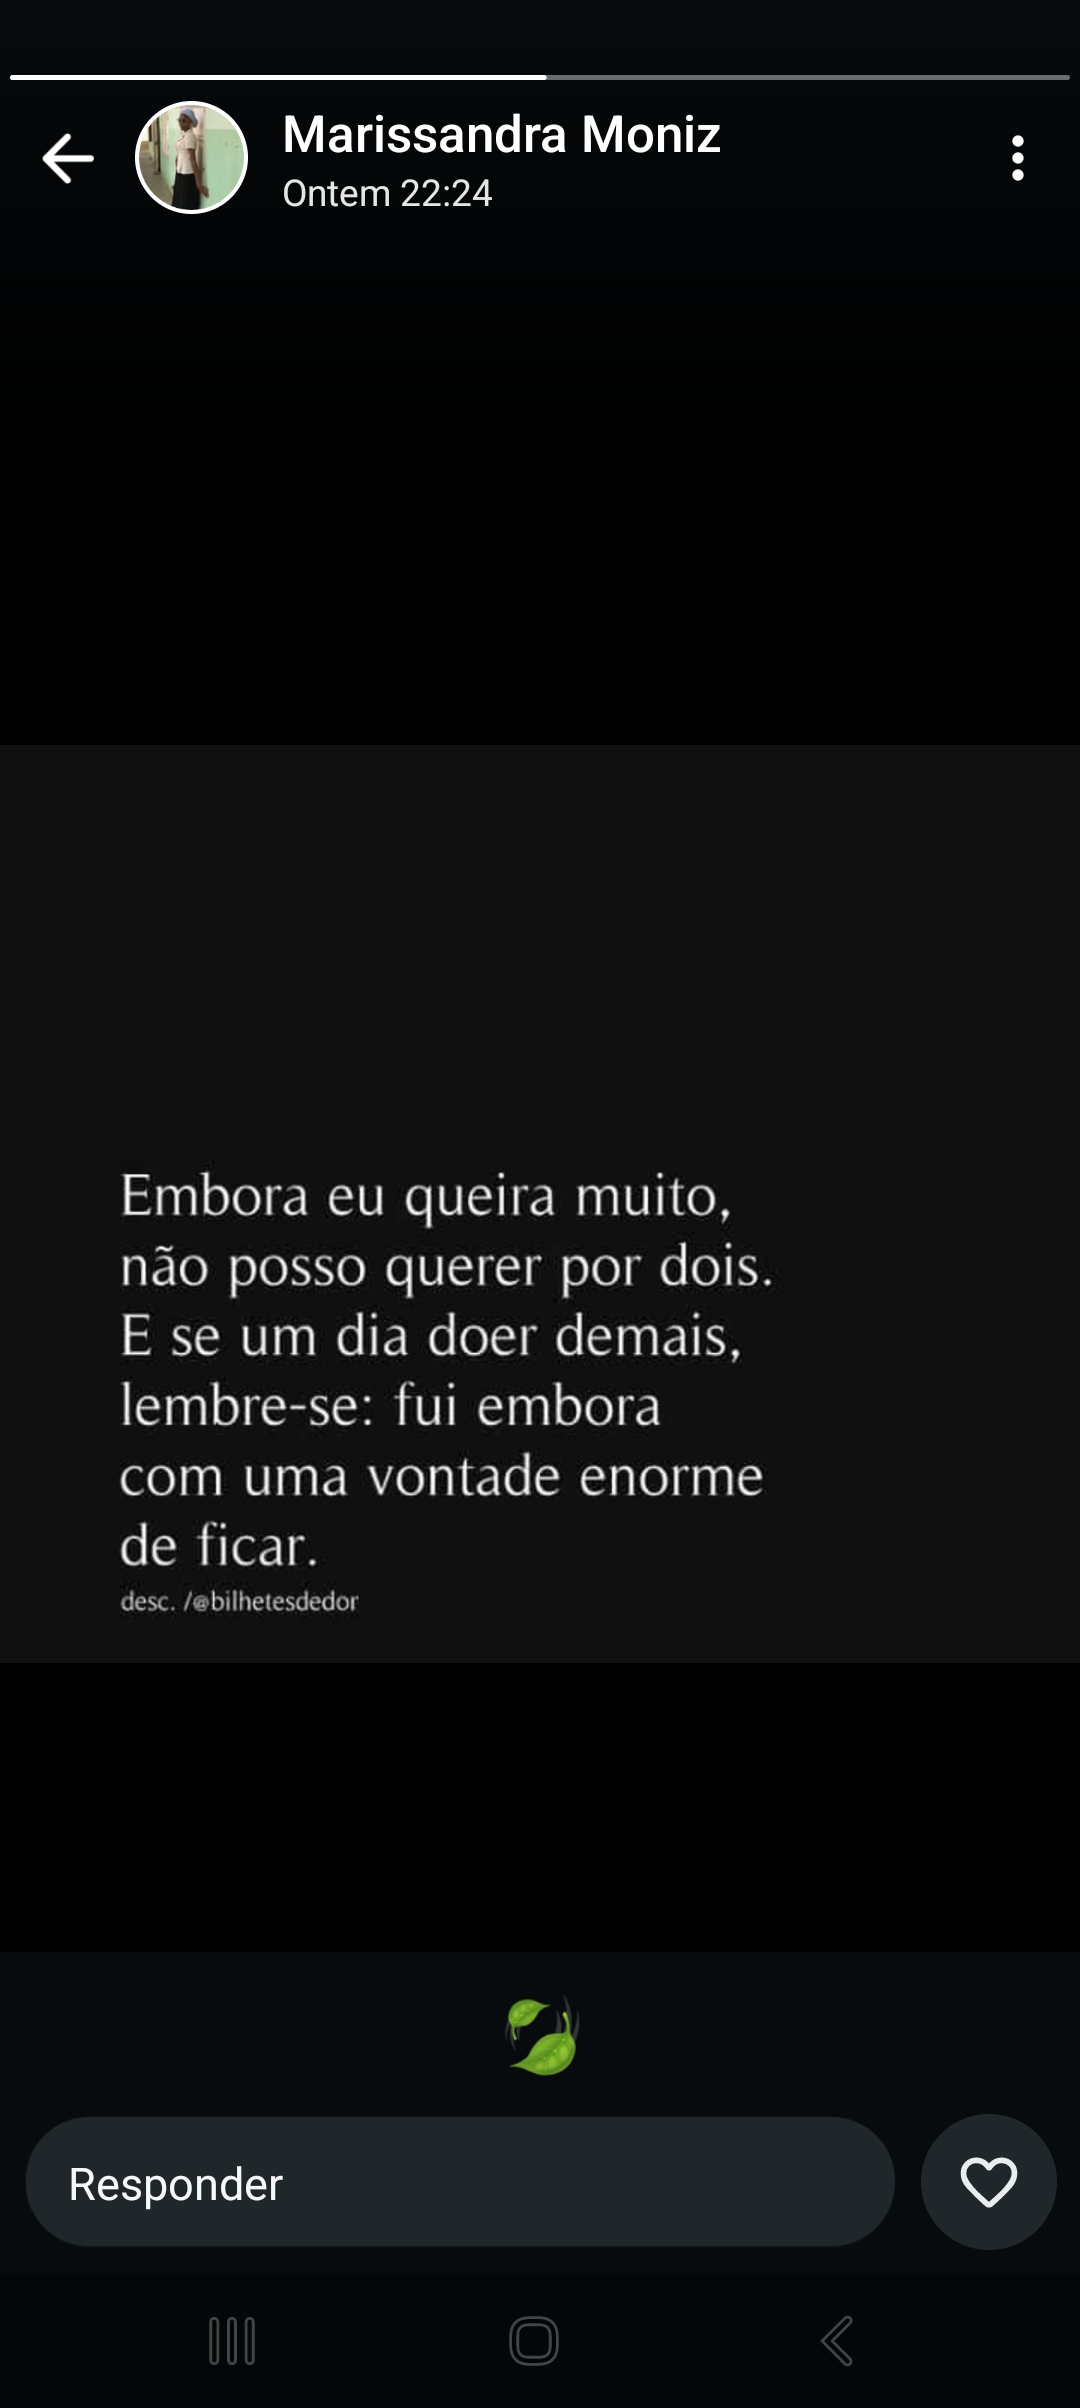 Marissandra Moniz
Ontem 22:24
Embora eu queira muito,
não posso querer por dois.
E se um dia doer demais,
lembre-se: fui embora
com uma vontade enorme
de ficar.
desc. /@bilhetesdedor
Responder